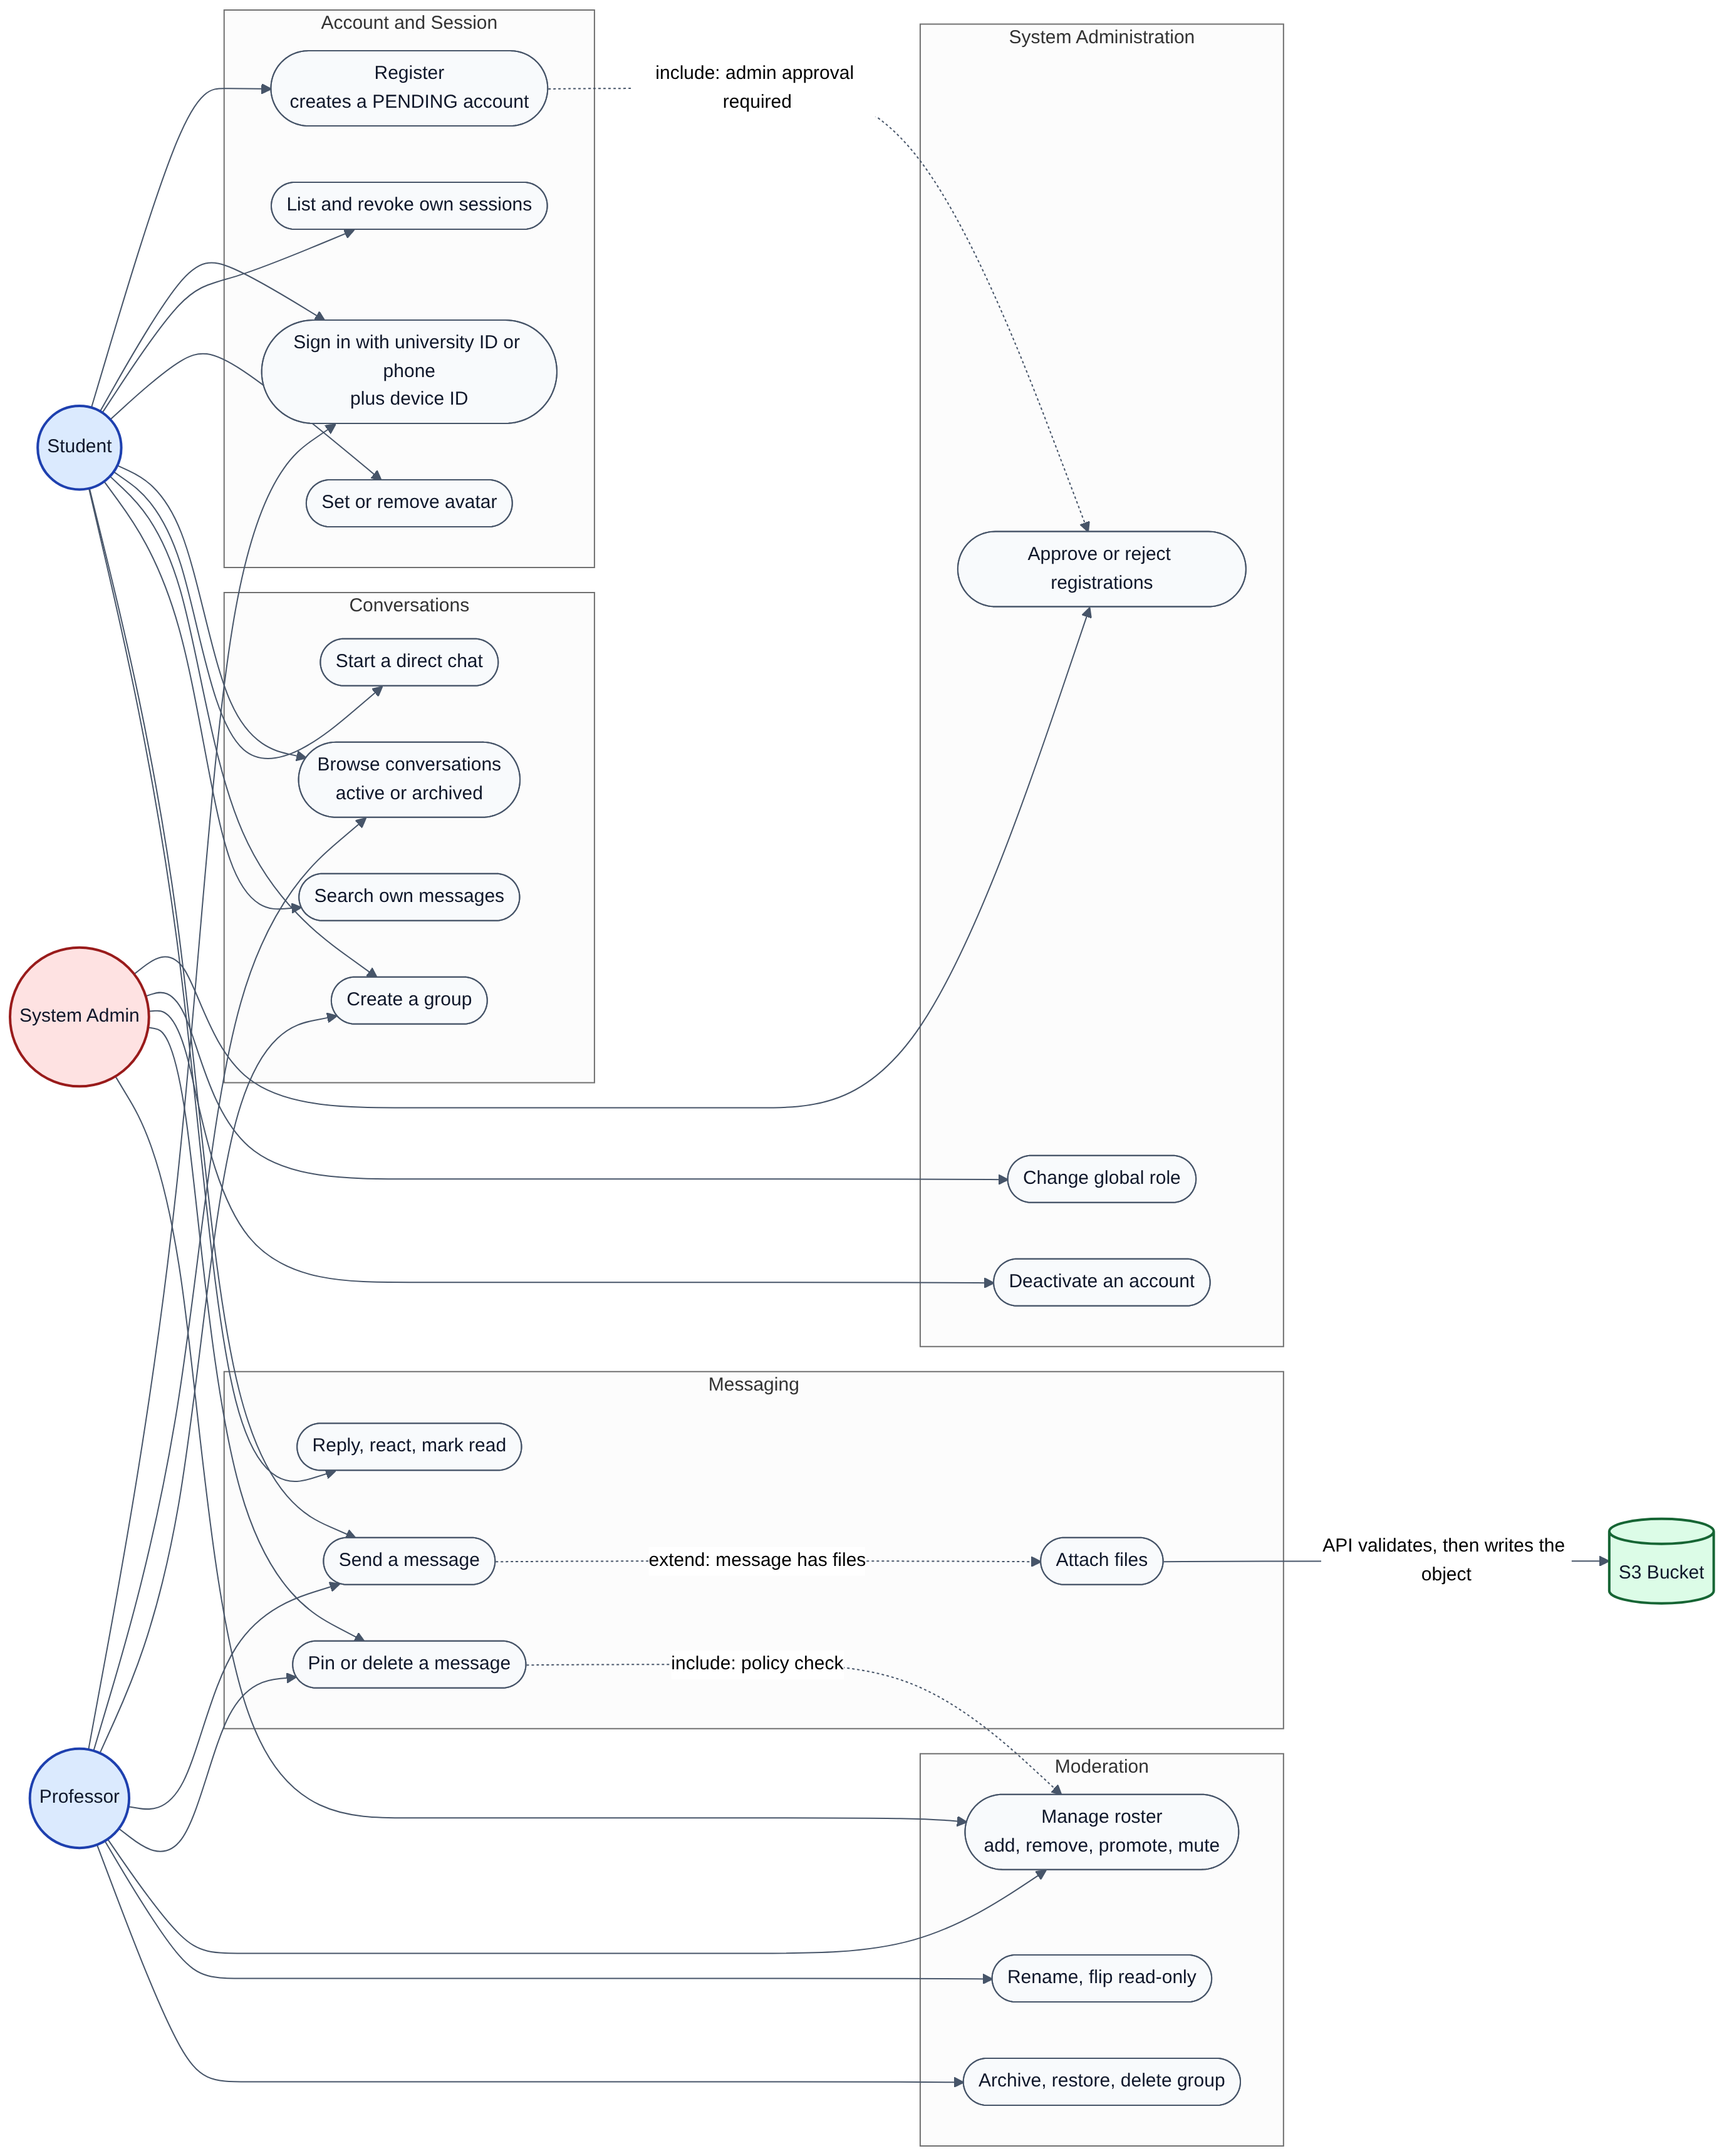 Account and Session
Register
creates a PENDING account
List and revoke own sessions
Sign in with university ID or
phone
plus device ID
Set or remove avatar
include: admin approval
required
System Administration
Approve or reject
registrations
Change global role
Deactivate an account
Student
System Admin
Professor
Conversations
Start a direct chat
Browse conversations
active or archived
Search own messages
Create a group
Messaging
Reply, react, mark read
Send a message
extend: message has files
Attach files
API validates, then writes the
object
S3 Bucket
Pin or delete a message
include: policy check
Moderation
Manage roster
add, remove, promote, mute
Rename, flip read-only
Archive, restore, delete group